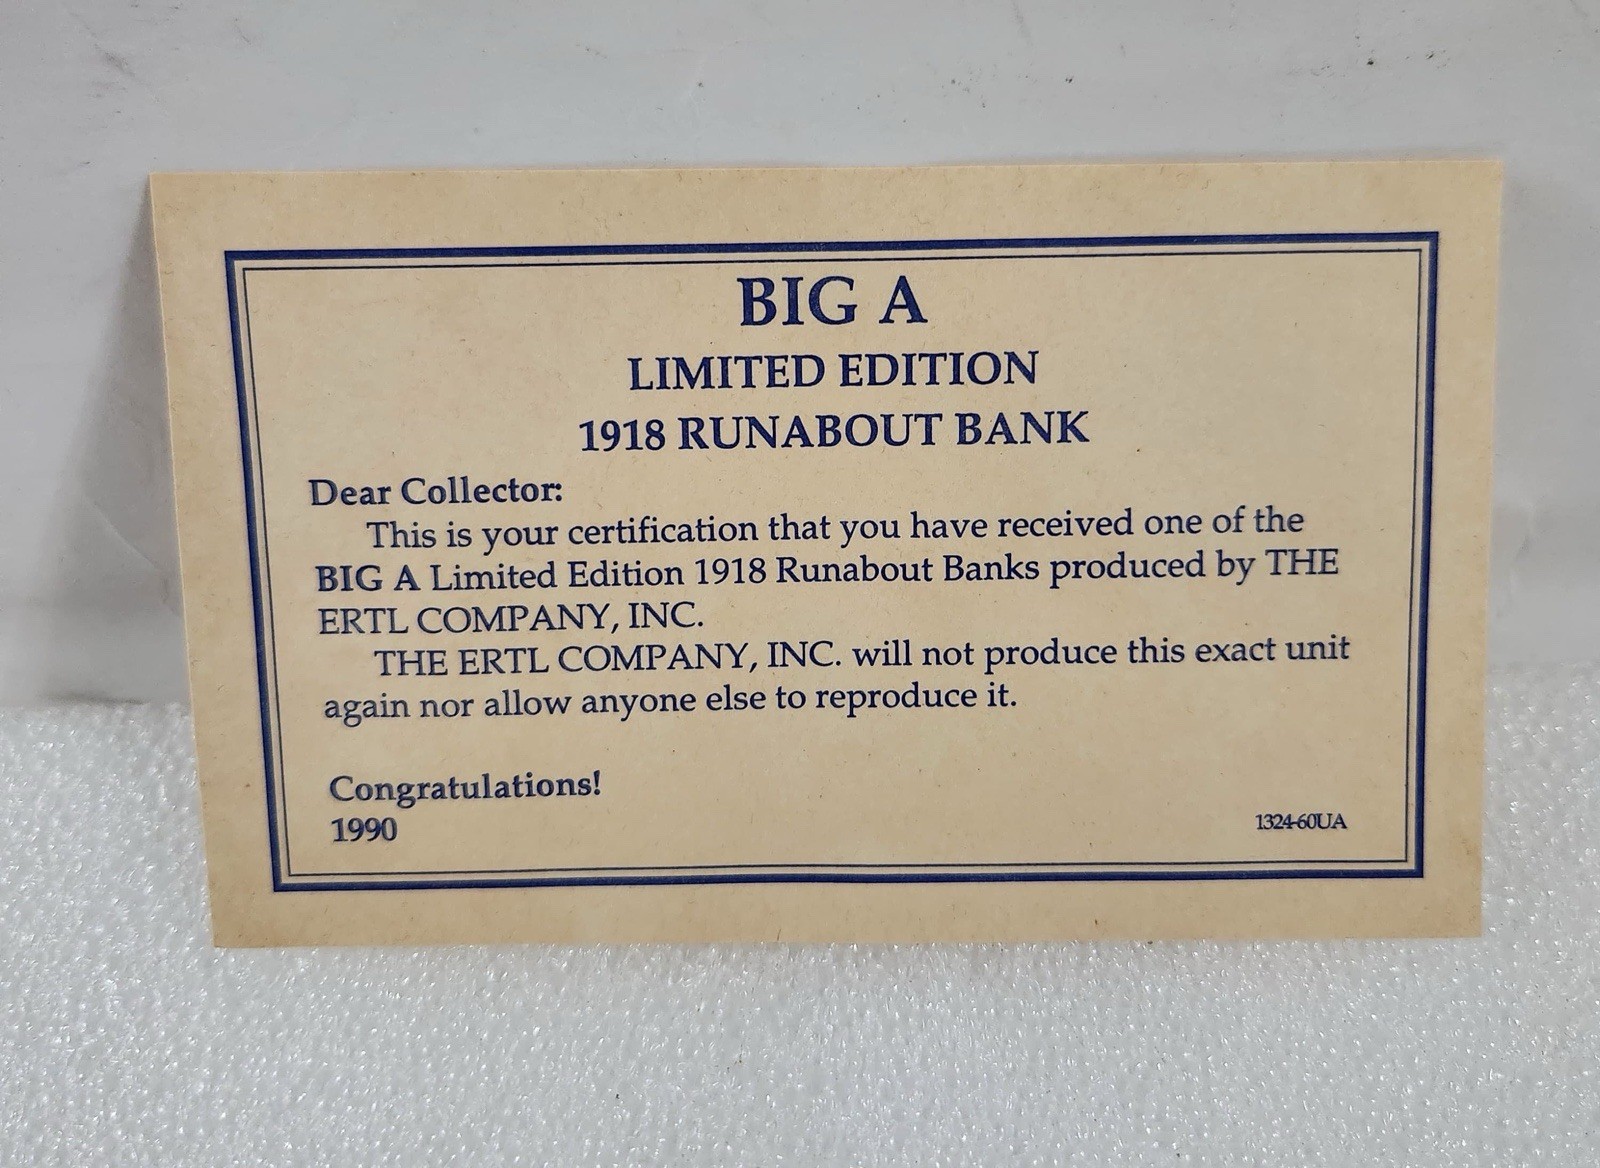 BIG A
LIMITED EDITION
1918 RUNABOUT BANK
Dear Collector:
This is your certification that you have received one of the
BIG A Limited Edition 1918 Runabout Banks produced by THE
ERTL COMPANY, INC.
THE ERTL COMPANY, INC. will not produce this exact unit
again nor allow anyone else to reproduce it.
Congratulations!
1990
1324-60UA